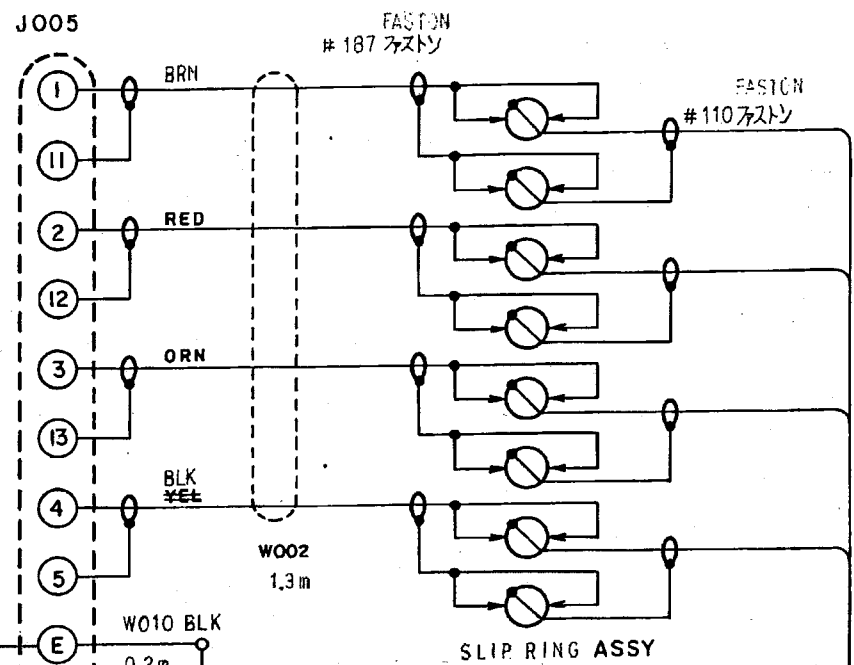 J005
FASTON
# 187 ファストン
1
BRN
FASTON
#110 ファストン
11
2
RED
12
3
ORN
13
BLK
YEL
4
W002
1.3m
5
W010 BLK
E
0.2m
SLIP RING ASSY